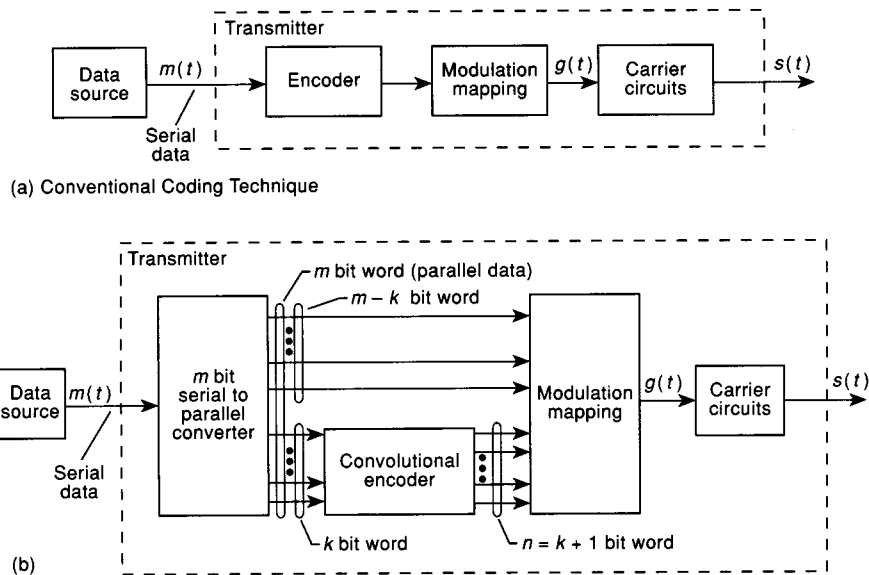 Transmitter
Data
source
m(t)
Serial
data
Encoder
Modulation
mapping
g(t)
Carrier
circuits
s(t)
(a) Conventional Coding Technique
Transmitter
m bit word (parallel data)
m – k bit word
Data
source
m(t)
Serial
data
m bit
serial to
parallel
converter
Convolutional
encoder
k bit word
n = k + 1 bit word
Modulation
mapping
g(t)
Carrier
circuits
s(t)
(b)